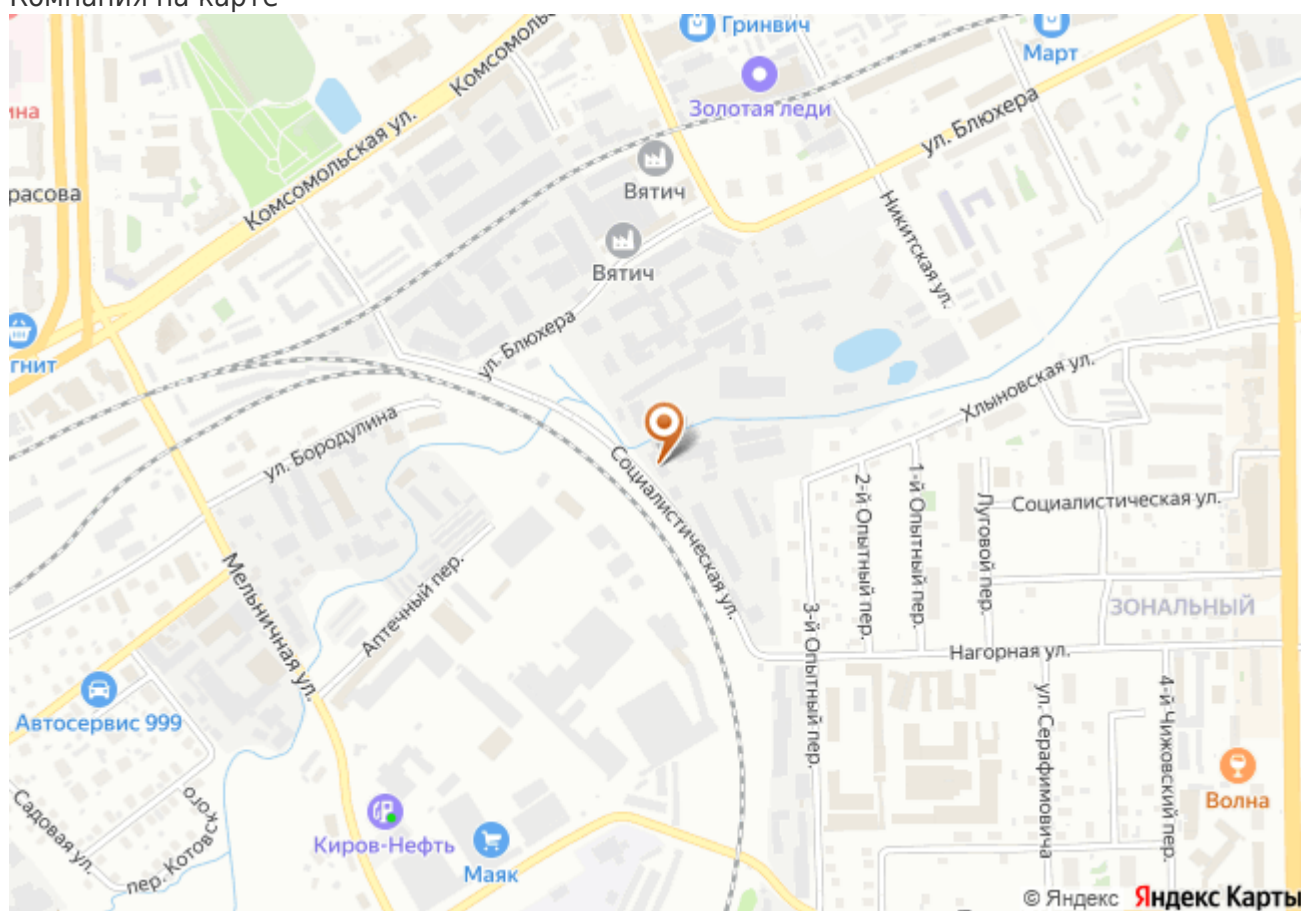 Компания на карте
Гринвич
Март
Комсомольс
ина
Золотая леди
ул. Блюхера
Комсомольская ул.
расова
Вятич
Никитская ул.
Вятич
ул. Блюхера
гнит
Хлыновская ул.
ул. Бородулина
Социалистическая ул.
2-й Опытный пер.
1-й Опытный пер.
Луговой пер.
Социалистическая ул.
Мельничная ул.
Аптечный пер.
3-й Опытный пер.
ЗОНАЛЬНЫЙ
Нагорная ул.
Автосервис 999
ул. Серафимовича
4-й Чижовский пер.
Волна
Садовая ул.
пер. Котовского
Киров-Нефть
Маяк
© Яндекс Яндекс Карты